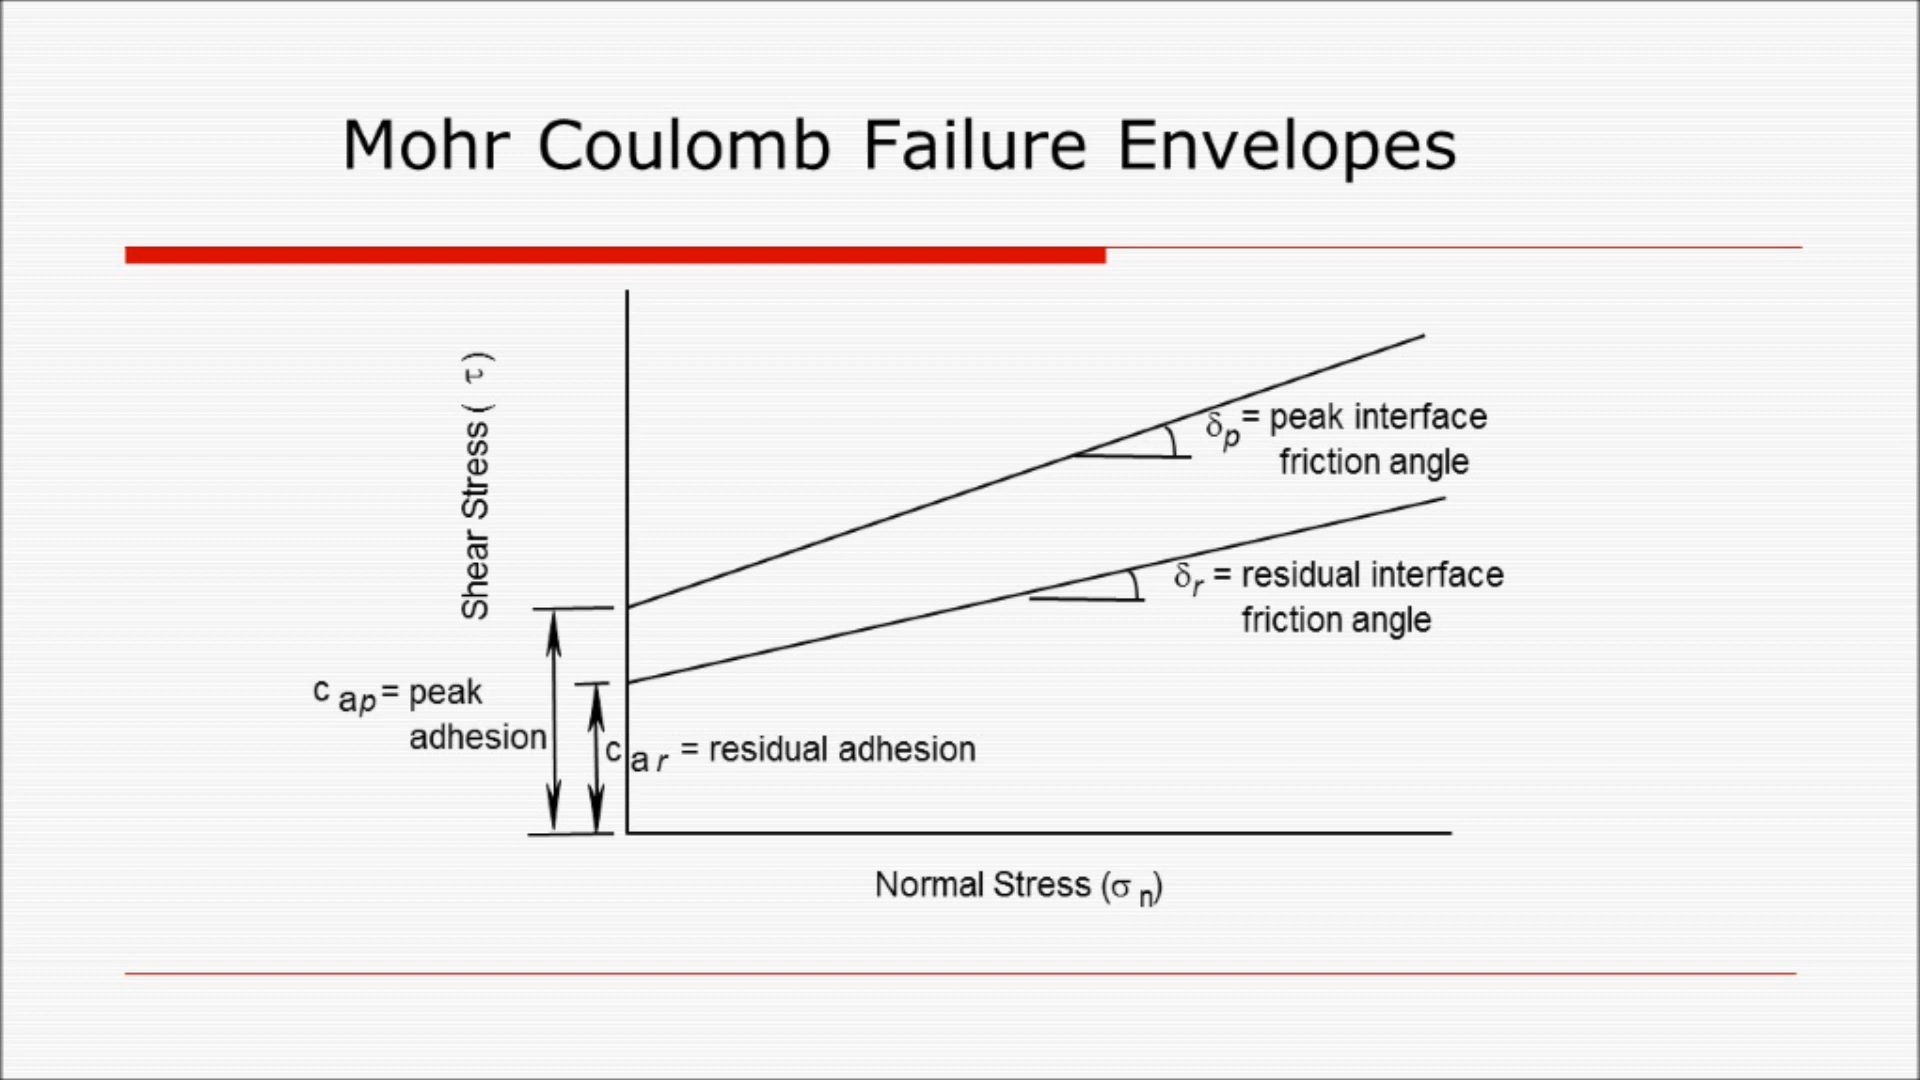 Mohr Coulomb Failure Envelopes
Shear Stress ( τ )
δp = peak interface
friction angle
δr = residual interface
friction angle
c ap = peak
adhesion
c ar = residual adhesion
Normal Stress (σ n)